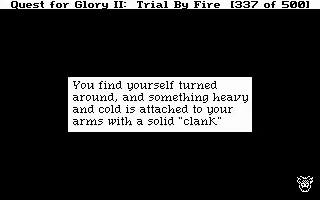 Quest for Glory II: Trial By Fire [337 of 500]
You find yourself turned
around, and something heavy
and cold is attached to your
arms with a solid "clank."